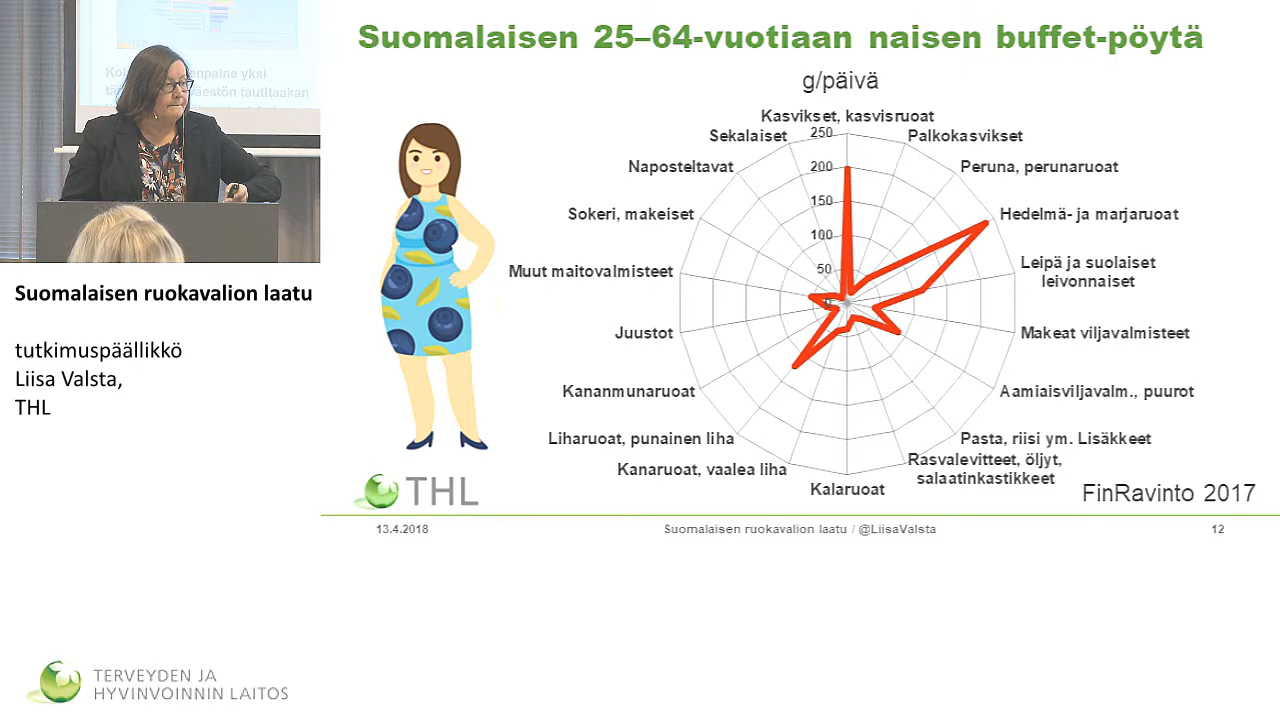 yksi
tautitaakan
Suomalaisen ruokavalion laatu
tutkimuspäällikkö
Liisa Valsta,
THL
TERVEYDEN JA
HYVINVOINNIN LAITOS
Suomalaisen 25–64-vuotiaan naisen buffet-pöytä
g/päivä
Kasvikset, kasvisruoat
Palkokasvikset
Peruna, perunaruoat
Hedelmä- ja marjaruoat
Leipä ja suolaiset
leivonnaiset
Makeat viljavalmisteet
Aamiaisviljavalm., puurot
Pasta, riisi ym. Lisäkkeet
Rasvalevitteet, öljyt,
salaatinkastikkeet
Kalaruoat
Kanaruoat, vaalea liha
Liharuoat, punainen liha
Kananmunaruoat
Juustot
Muut maitovalmisteet
Sokeri, makeiset
Naposteltavat
Sekalaiset
250
200
150
100
50
0
THL
FinRavinto 2017
13.4.2018
Suomalaisen ruokavalion laatu / @LiisaValsta
12